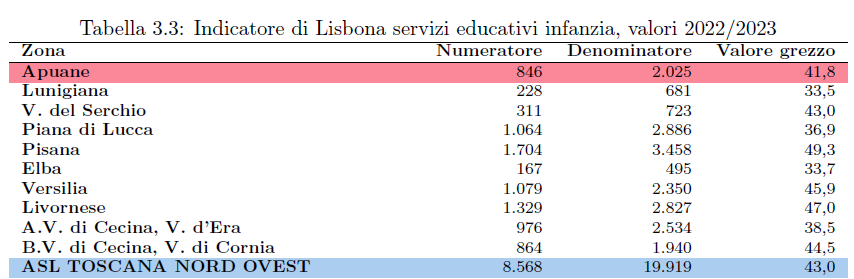 Tabella 3.3: Indicatore di Lisbona servizi educativi infanzia, valori 2022/2023
Zona Numeratore Denominatore Valore grezzo
Apuane 846 2.025 41,8
Lunigiana 228 681 33,5
V. del Serchio 311 723 43,0
Piana di Lucca 1.064 2.886 36,9
Pisana 1.704 3.458 49,3
Elba 167 495 33,7
Versilia 1.079 2.350 45,9
Livornese 1.329 2.827 47,0
A.V. di Cecina, V. d'Era 976 2.534 38,5
B.V. di Cecina, V. di Cornia 864 1.940 44,5
ASL TOSCANA NORD OVEST 8.568 19.919 43,0